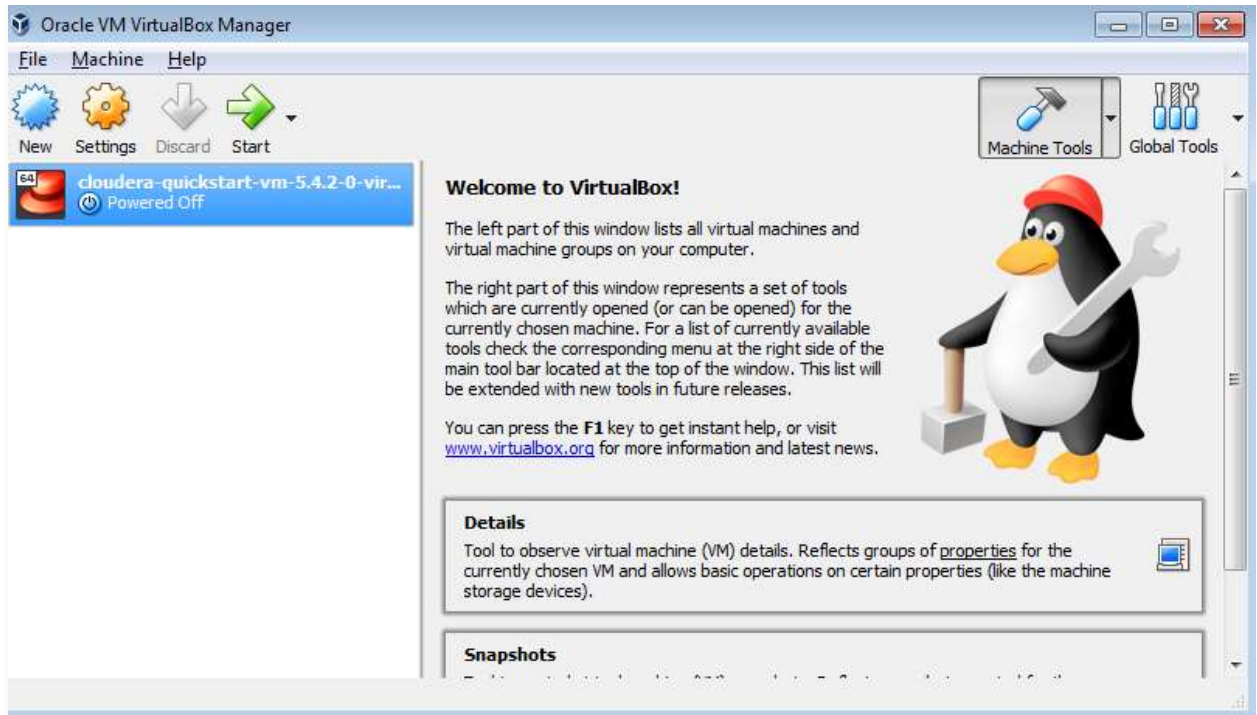 Oracle VM VirtualBox Manager
File Machine Help
New Settings Discard Start Machine Tools Global Tools
64
cloudera-quickstart-vm-5.4.2-0-vir...
Powered Off
Welcome to VirtualBox!
The left part of this window lists all virtual machines and
virtual machine groups on your computer.
The right part of this window represents a set of tools
which are currently opened (or can be opened) for the
currently chosen machine. For a list of currently available
tools check the corresponding menu at the right side of the
main tool bar located at the top of the window. This list will
be extended with new tools in future releases.
You can press the F1 key to get instant help, or visit
www.virtualbox.org for more information and latest news.
Details
Tool to observe virtual machine (VM) details. Reflects groups of properties for the
currently chosen VM and allows basic operations on certain properties (like the machine
storage devices).
Snapshots